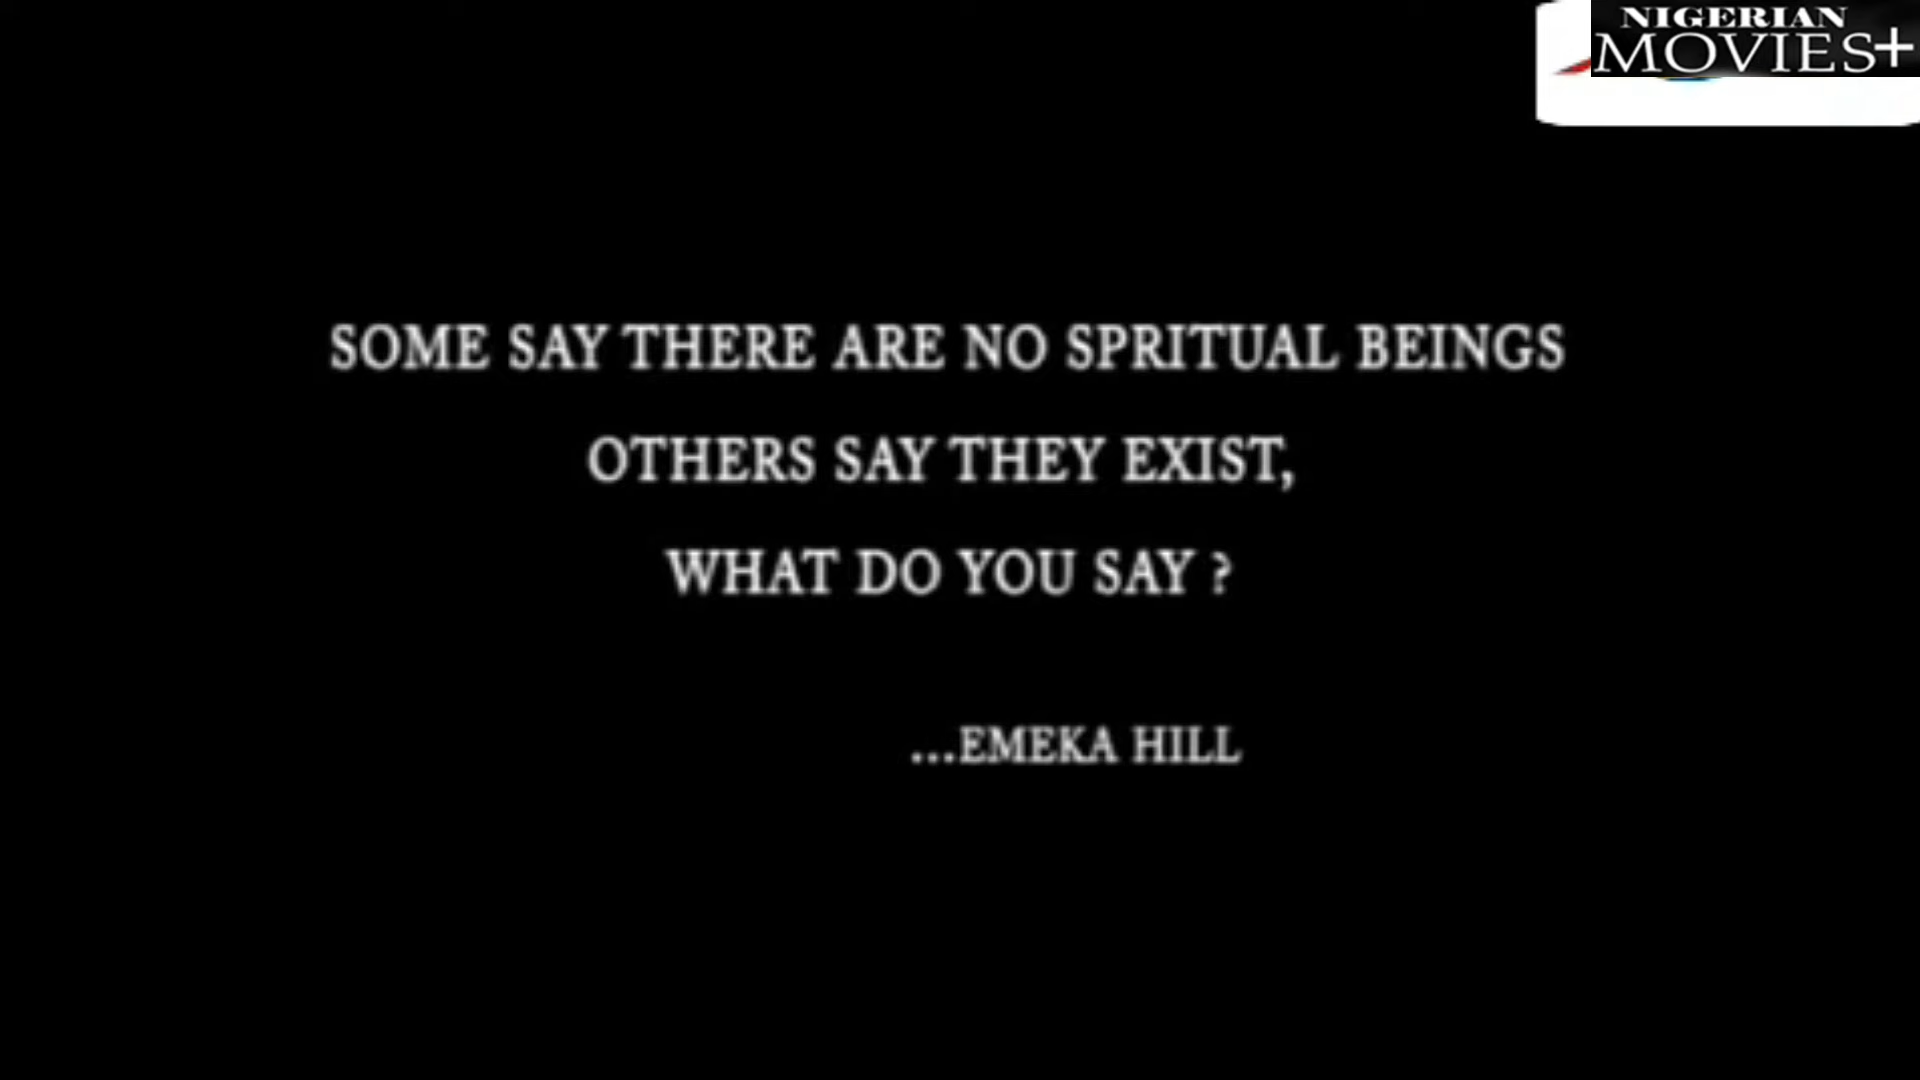 NIGERIAN
MOVIES+
SOME SAY THERE ARE NO SPRITUAL BEINGS
OTHERS SAY THEY EXIST,
WHAT DO YOU SAY ?
...EMEKA HILL